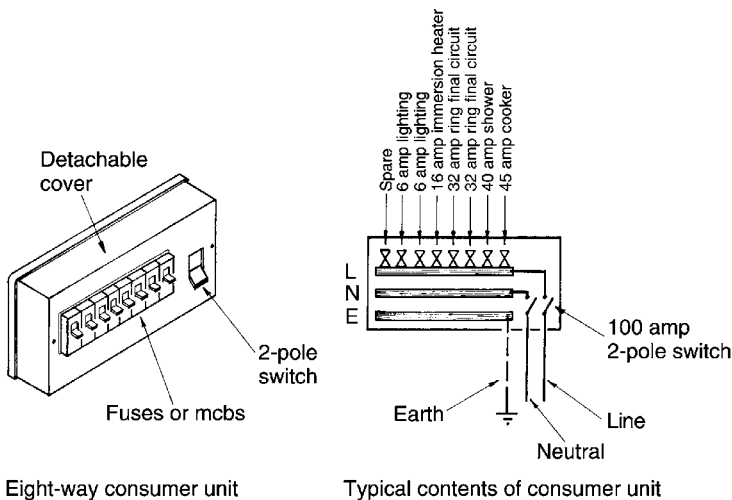 Detachable
cover
2-pole
switch
Fuses or mcbs
Eight-way consumer unit
Spare
6 amp lighting
6 amp lighting
16 amp immersion heater
32 amp ring final circuit
32 amp ring final circuit
40 amp shower
45 amp cooker
L
N
E
100 amp
2-pole switch
Earth
Line
Neutral
Typical contents of consumer unit